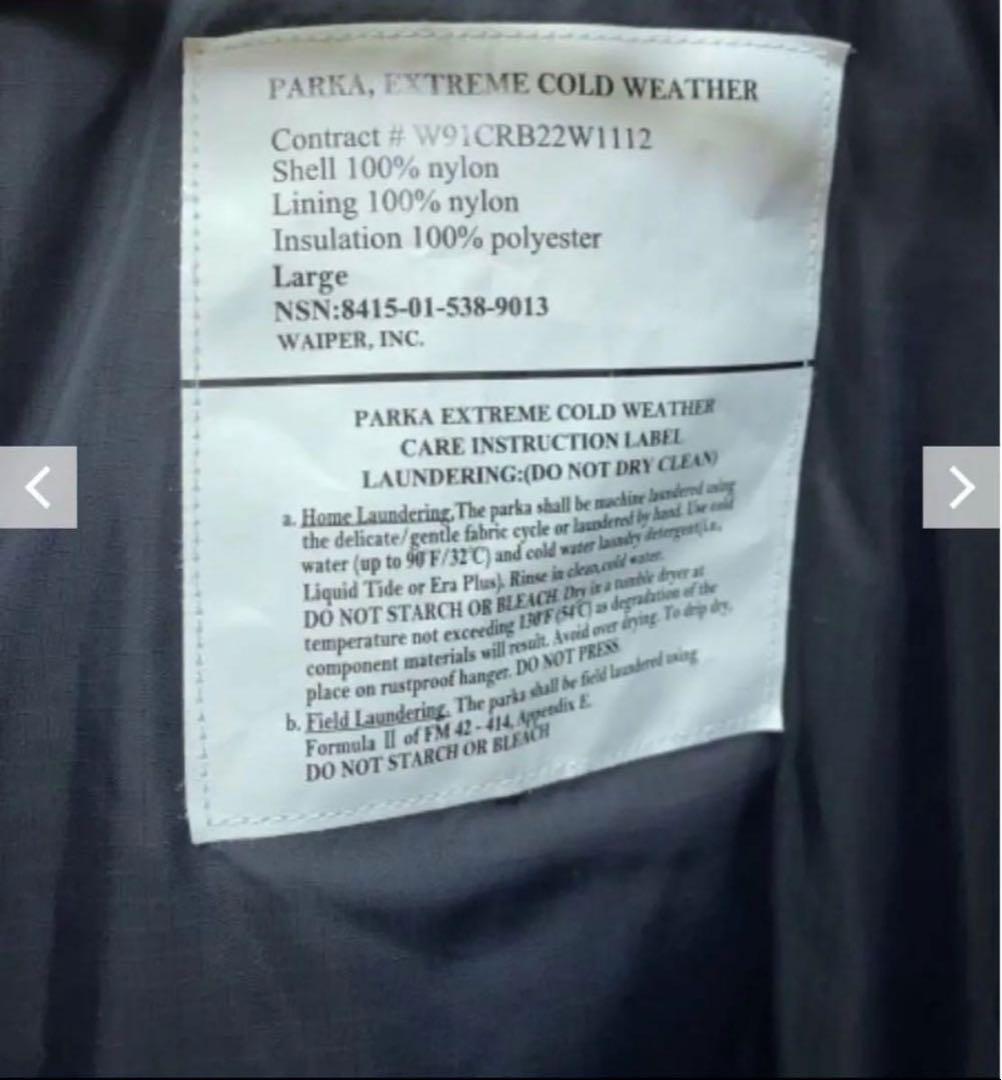 PARKA, EXTREME COLD WEATHER
Contract # W91CRB22W1112
Shell 100% nylon
Lining 100% nylon
Insulation 100% polyester
Large
NSN:8415-01-538-9013
WAIPER, INC.
PARKA EXTREME COLD WEATHER
CARE INSTRUCTION LABEL
LAUNDERING:(DO NOT DRY CLEAN)
a. Home Laundering.The parka shall be machine laundered using
the delicate/gentle fabric cycle or laundered by hand. Use cold
water (up to 90°F/32°C) and cold water laundry detergent(i.e.,
Liquid Tide or Era Plus). Rinse in clean,cold water.
DO NOT STARCH OR BLEACH. Dry in a tumble dryer at
temperature not exceeding 130°F (54°C) as degradation of the
component materials will result. Avoid over drying. To drip dry,
place on rustproof hanger. DO NOT PRESS
b. Field Laundering. The parka shall be field laundered using
Formula II of FM 42-414, Appendix E.
DO NOT STARCH OR BLEACH